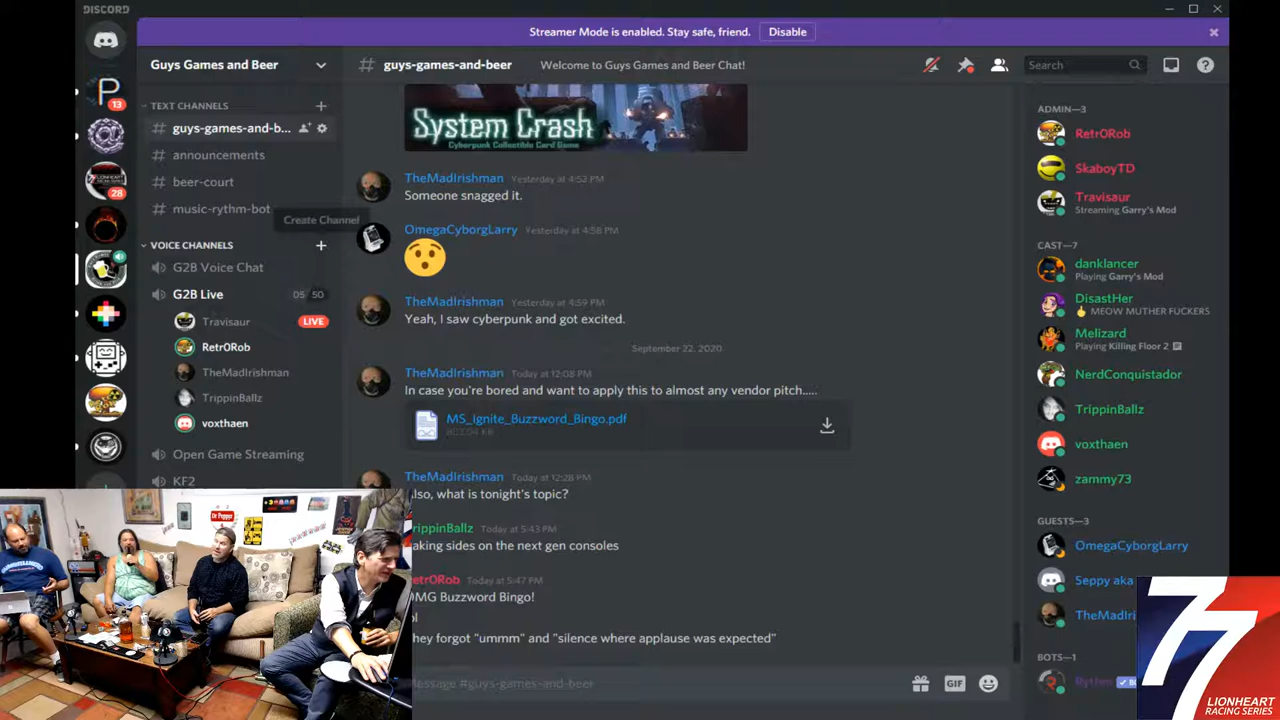 DISCORD
Streamer Mode is enabled. Stay safe, friend. Disable
Guys Games and Beer
# guys-games-and-beer Welcome to Guys Games and Beer Chat!
Search
13
28
TEXT CHANNELS
# guys-games-and-b...
# announcements
# beer-court
# music-rythm-bot
Create Channel
VOICE CHANNELS
G2B Voice Chat
G2B Live 05 50
Travisaur LIVE
RetrORob
TheMadIrishman
TrippinBallz
voxthaen
Open Game Streaming
KF2
System Crash
Cyberpunk Collectible Card Game
TheMadIrishman Yesterday at 4:52 PM
Someone snagged it.
OmegaCyborgLarry Yesterday at 4:58 PM
TheMadIrishman Yesterday at 4:59 PM
Yeah, I saw cyberpunk and got excited.
September 22, 2020
TheMadIrishman Today at 12:08 PM
In case you're bored and want to apply this to almost any vendor pitch.....
MS_Ignite_Buzzword_Bingo.pdf
TheMadIrishman Today at 12:28 PM
lso, what is tonight's topic?
rippinBallz Today at 5:43 PM
aking sides on the next gen consoles
etrORob Today at 5:47 PM
MG Buzzword Bingo!
ol
hey forgot "ummm" and "silence where applause was expected"
Message #guys-games-and-beer
GIF
ADMIN—3
RetrORob
SkaboyTD
Travisaur
Streaming Garry's Mod
CAST—7
danklancer
Playing Garry's Mod
DisastHer
MEOW MUTHER FUCKERS
Melizard
Playing Killing Floor 2
NerdConquistador
TrippinBallz
voxthaen
zammy73
GUESTS—3
OmegaCyborgLarry
Seppy aka
TheMadIri
BOTS—1
Rythm
Dr Pepper
77
LIONHEART
RACING SERIES